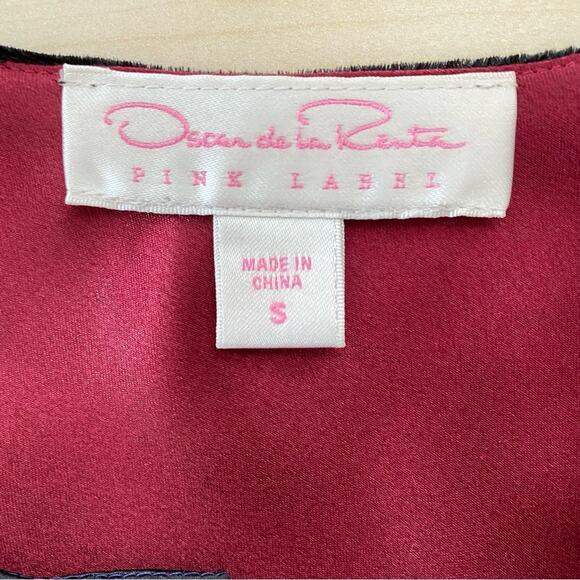 Oscar de la Renta
PINK LABEL
MADE IN
CHINA
S